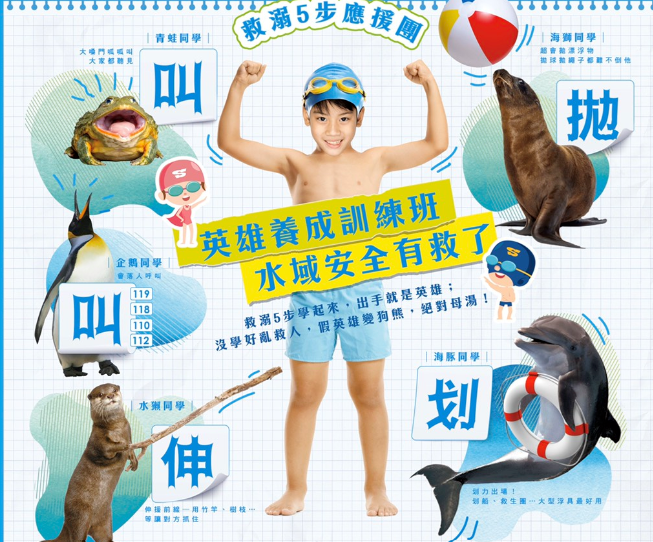 救溺5步應援團
青蛙同學
大嗓門呱呱叫
大家都聽見
叫
海獅同學
超會黏漂浮物
拋球拋繩子都難不倒他
拋
英雄養成訓練班
水域安全有救了
救溺5步學起來，出手就是英雄；
沒學好亂救人，假英雄變狗熊，絕對母湯！
企鵝同學
會落人呼叫
叫
119
118
110
112
水獺同學
伸
伸援前線—用竹竿、樹枝…
等讓對方抓住
海豚同學
划
划力出場！
划船、救生圈…大型浮具最好用
S
S